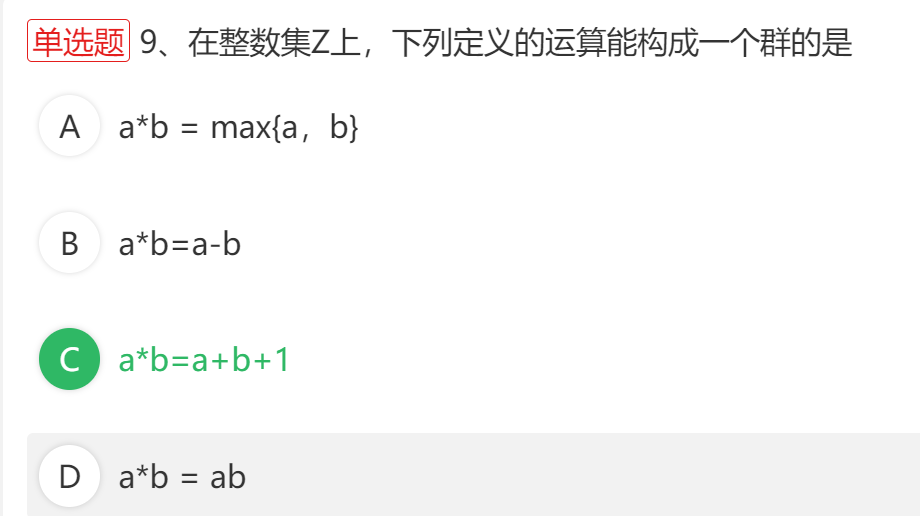 单选题 9、在整数集Z上，下列定义的运算能构成一个群的是
A a*b = max{a，b}
B a*b=a-b
C a*b=a+b+1
D a*b = ab